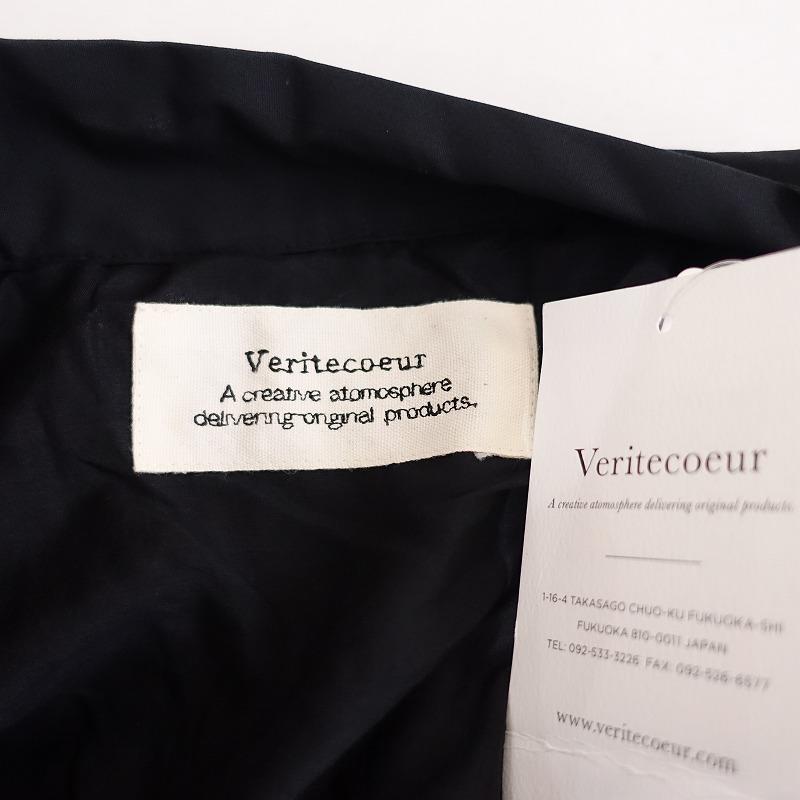 Veritecoeur
A creative atomosphere
delivering original products.
Veritecoeur
A creative atomosphere delivering original products.
1-16-4 TAKASAGO CHUO-KU FUKUOKA-SHI
FUKUOKA 810-0011 JAPAN
TEL: 092-533-3226 FAX: 092-526-6577
www.veritecoeur.com